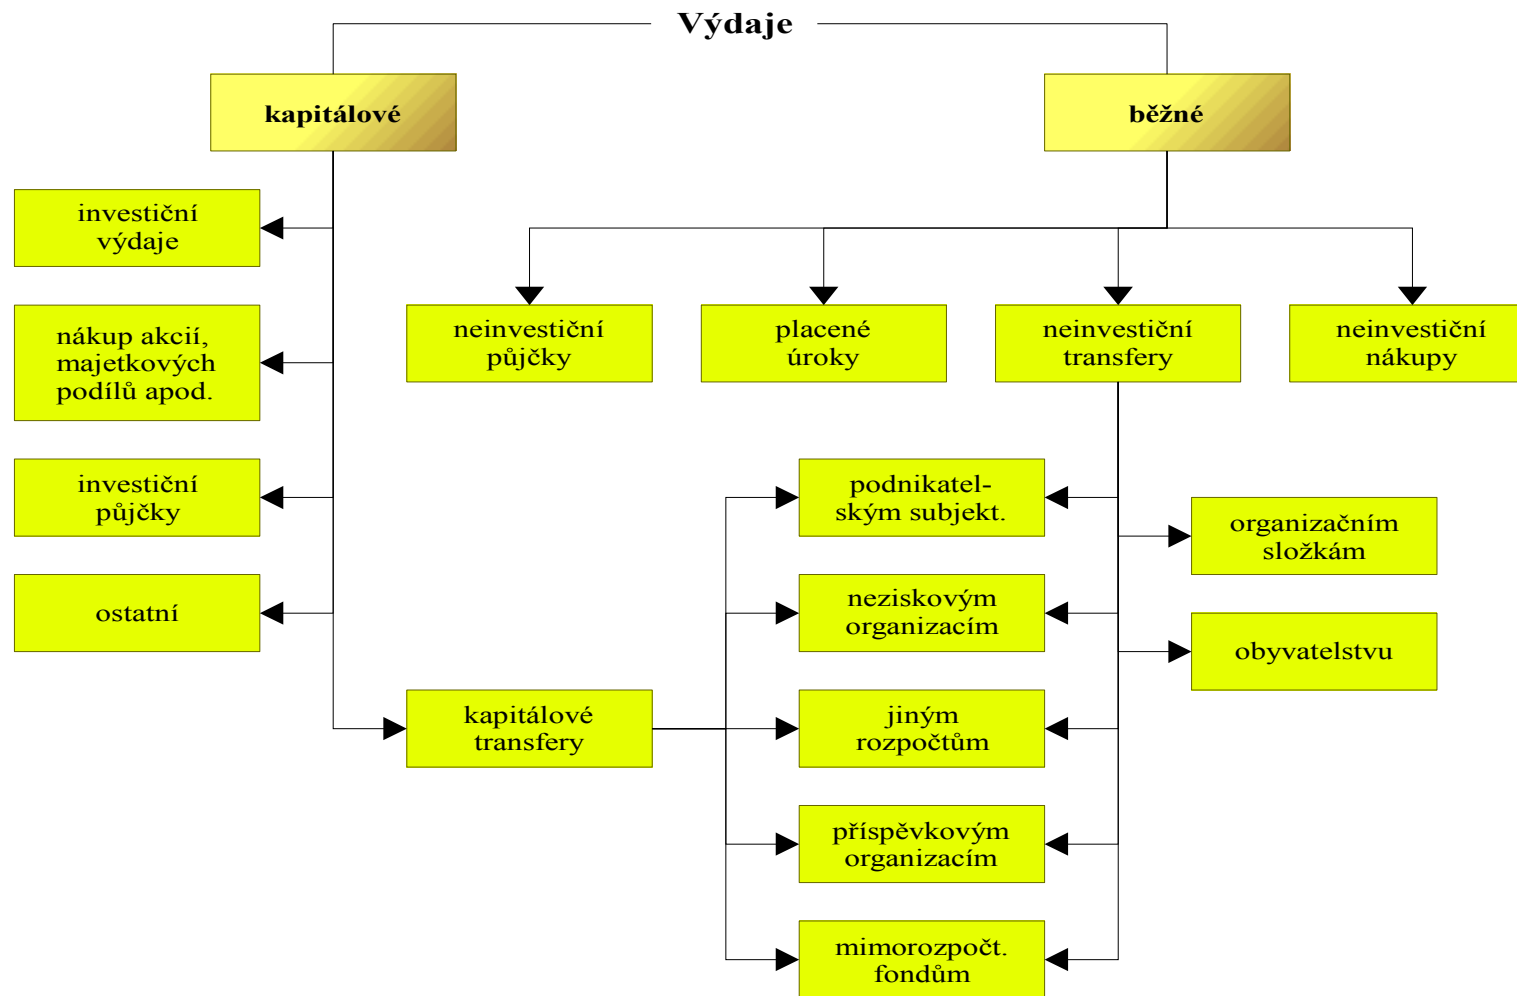 Výdaje
kapitálové
běžné
investiční
výdaje
nákup akcií,
majetkových
podílů apod.
investiční
půjčky
ostatní
neinvestiční
půjčky
placené
úroky
neinvestiční
transfery
neinvestiční
nákupy
kapitálové
transfery
podnikatel-
ským subjekt.
neziskovým
organizacím
jiným
rozpočtům
příspěvkovým
organizacím
mimorozpočt.
fondům
organizačním
složkám
obyvatelstvu